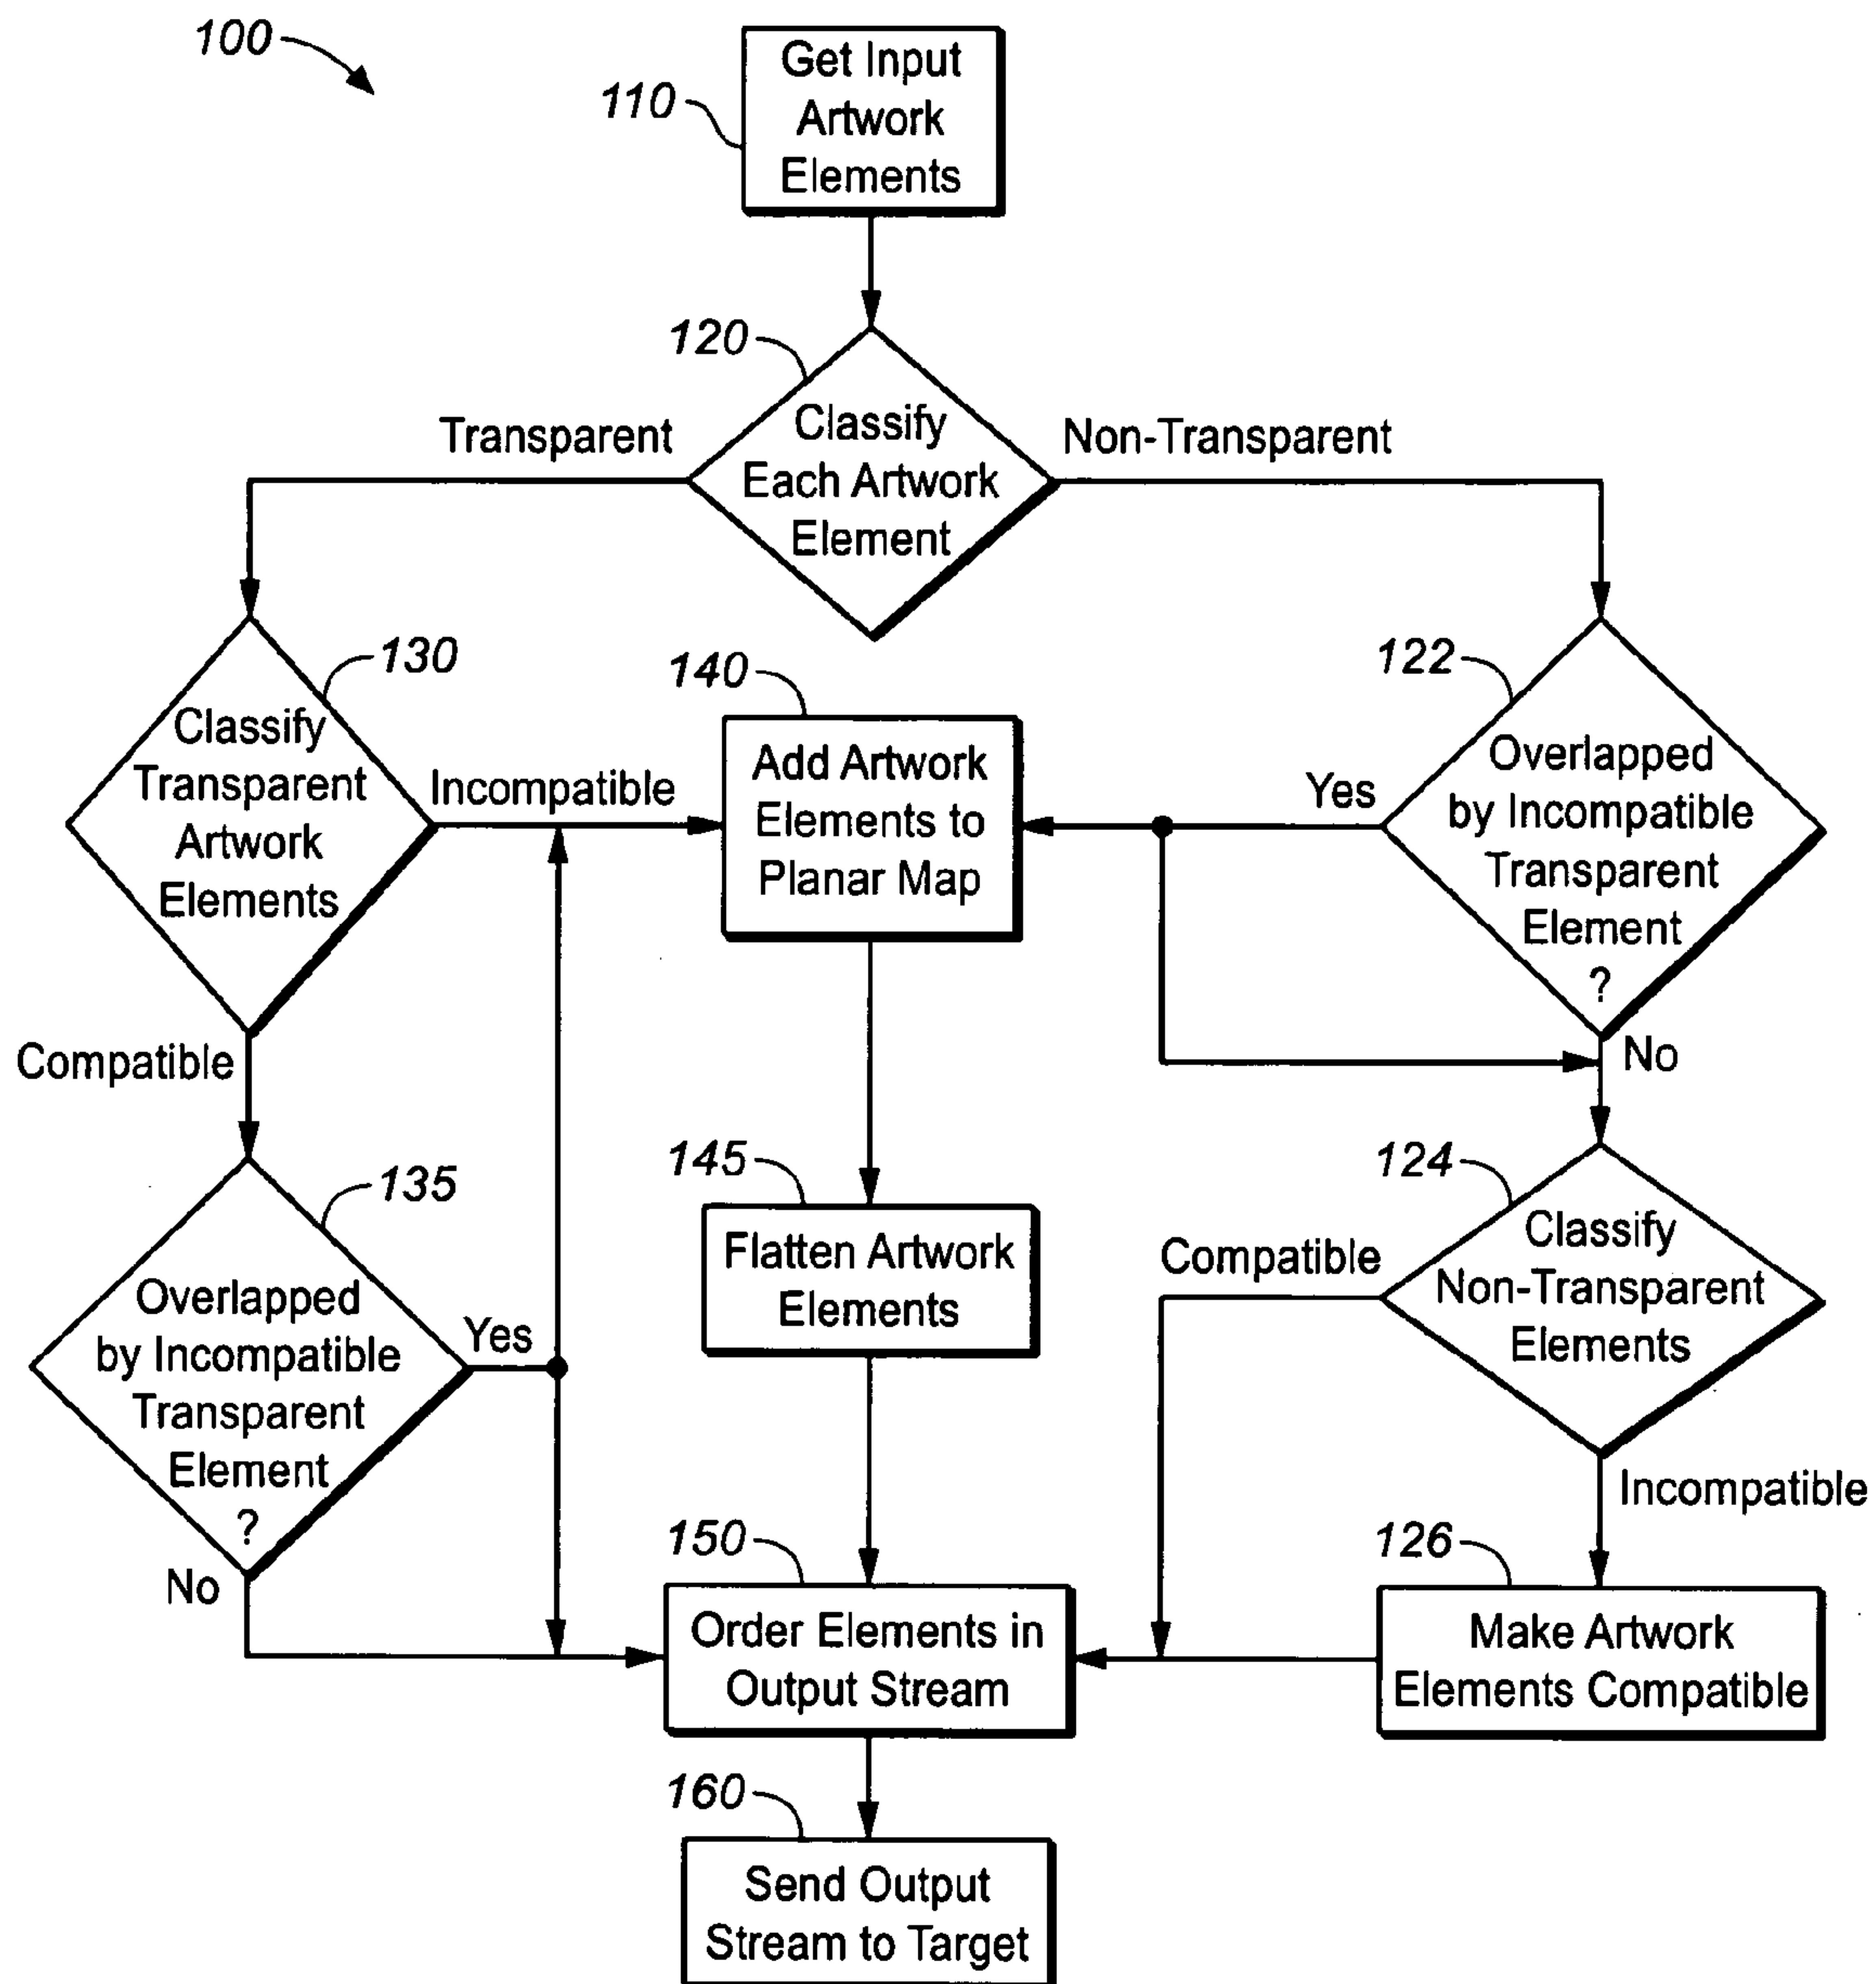 100
110
Get Input
Artwork
Elements
120
Classify
Each Artwork
Element
Transparent
Non-Transparent
130
Classify
Transparent
Artwork
Elements
Incompatible
Compatible
140
Add Artwork
Elements to
Planar Map
122
Overlapped
by Incompatible
Transparent
Element
?
Yes
No
135
Overlapped
by Incompatible
Transparent
Element
?
Yes
No
145
Flatten Artwork
Elements
124
Classify
Non-Transparent
Elements
Compatible
Incompatible
126
Make Artwork
Elements Compatible
150
Order Elements in
Output Stream
160
Send Output
Stream to Target